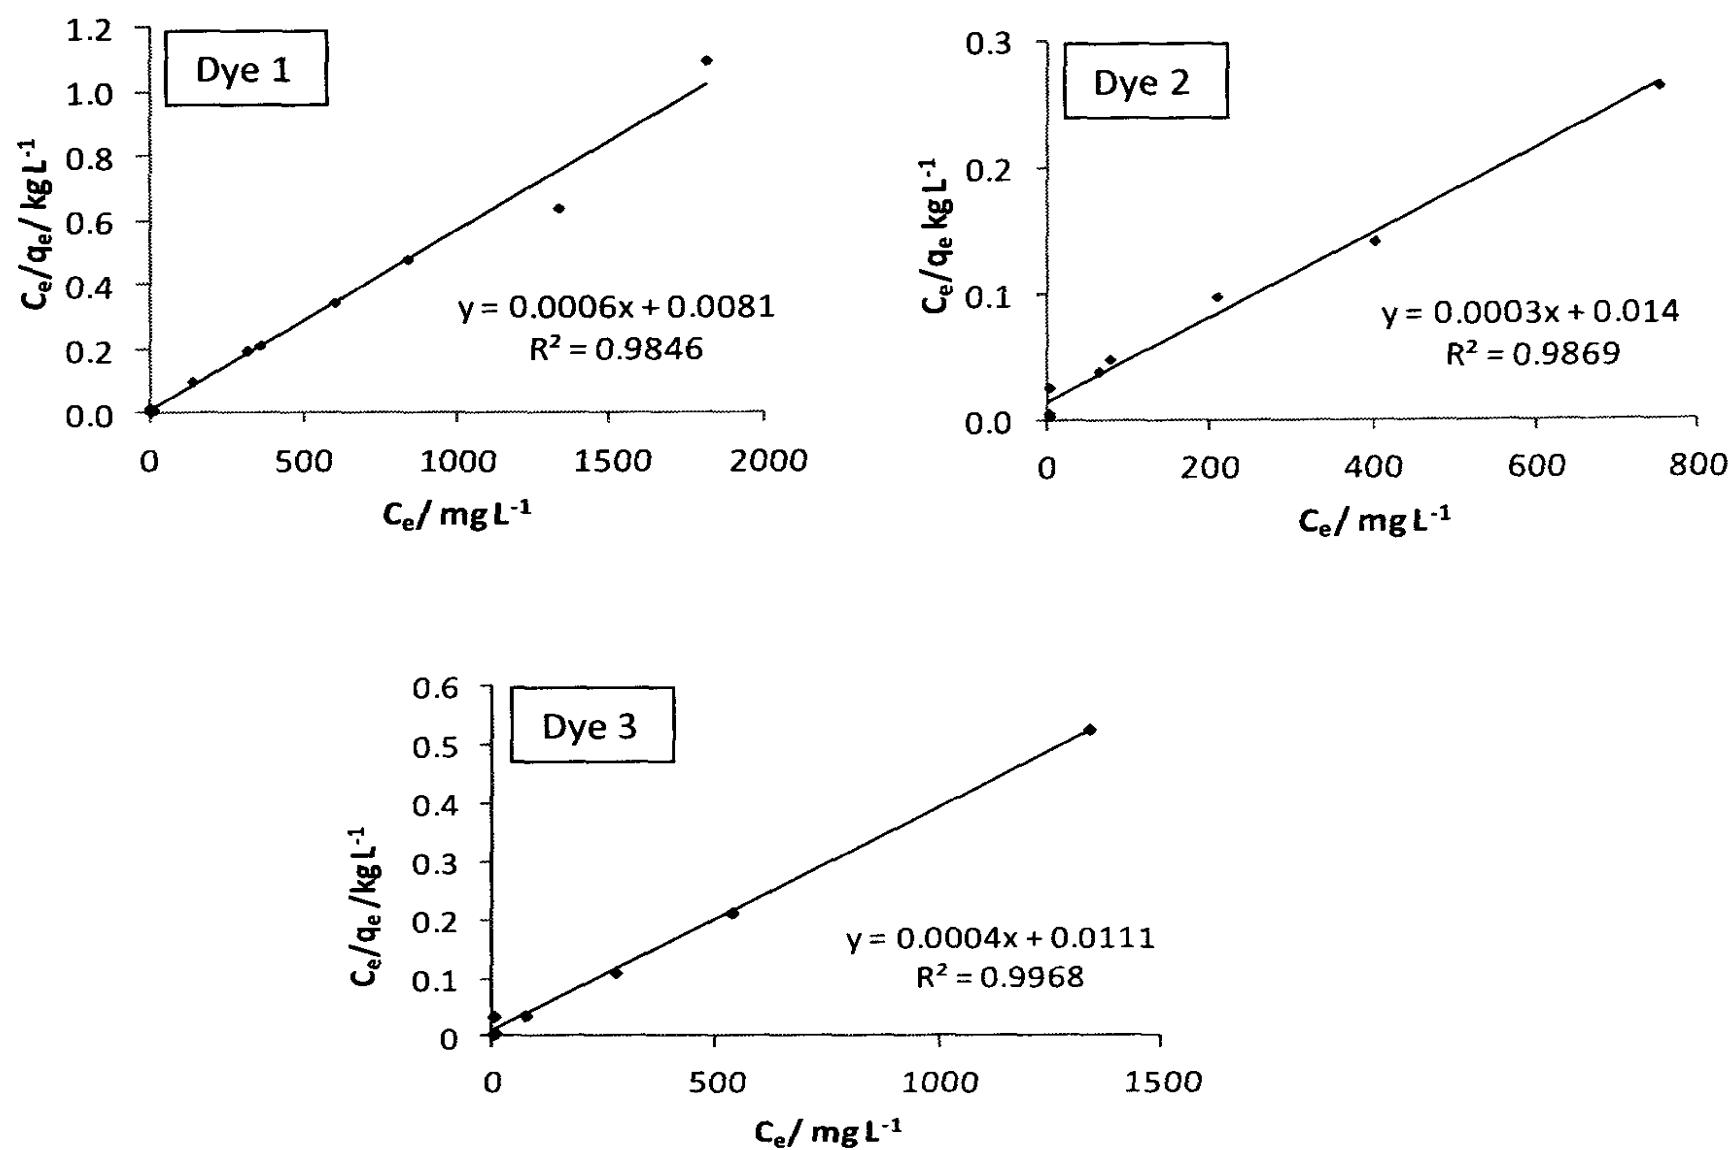 Dye 1
1.2
1.0
0.8
0.6
0.4
0.2
0.0
Cₑ/qₑ/ kg L⁻¹
y = 0.0006x + 0.0081
R² = 0.9846
0 500 1000 1500 2000
Cₑ/ mg L⁻¹
Dye 2
0.3
0.2
0.1
0.0
Cₑ/qₑ kg L⁻¹
y = 0.0003x + 0.014
R² = 0.9869
0 200 400 600 800
Cₑ/ mg L⁻¹
Dye 3
0.6
0.5
0.4
0.3
0.2
0.1
0
Cₑ/qₑ /kg L⁻¹
y = 0.0004x + 0.0111
R² = 0.9968
0 500 1000 1500
Cₑ/ mg L⁻¹